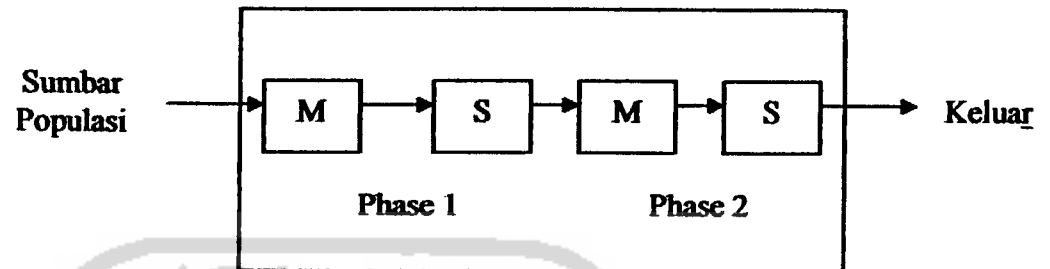 Sumbar
Populasi
M
S
M
S
Keluar
Phase 1
Phase 2